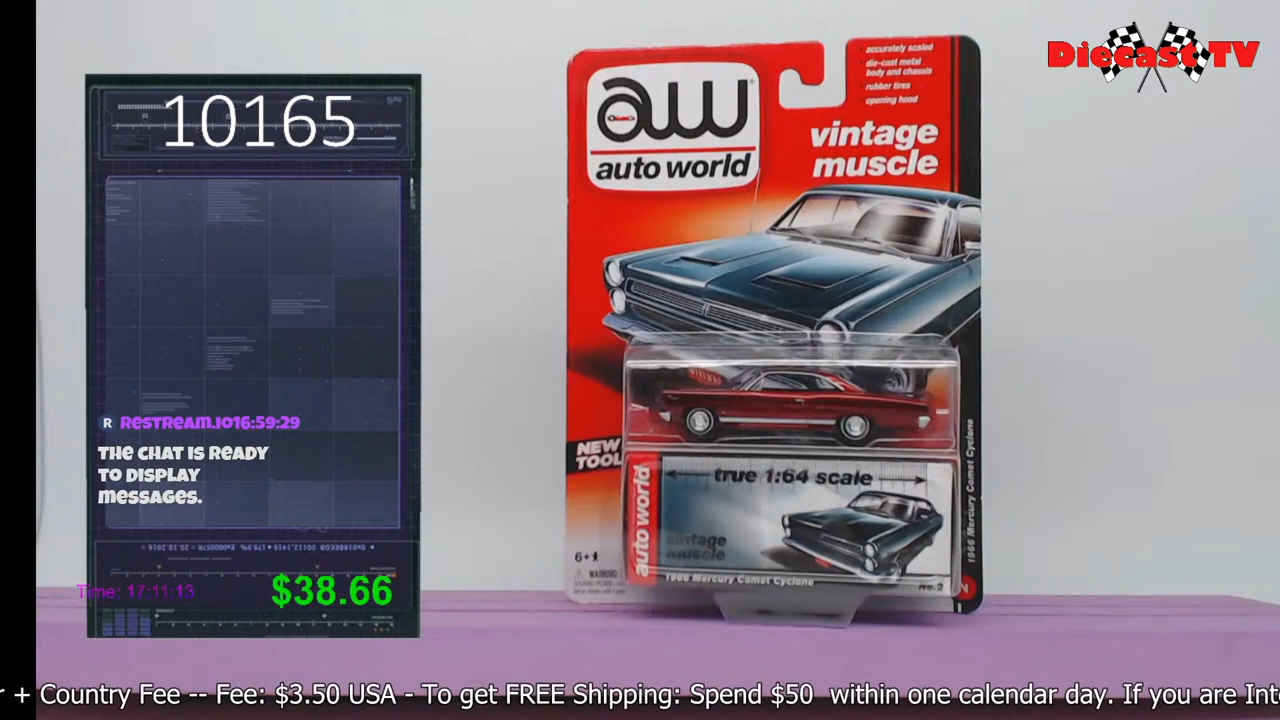 Diecast TV
10165
Restream.io16:59:29
THE CHAT IS READY
TO DISPLAY
messages.
Time: 17:11:13
$38.66
accurately scaled
die-cast metal
body and chassis
rubber tires
opening hood
aw
auto world
vintage
muscle
NEW
TOOL
true 1:64 scale
auto world
vintage
muscle
1966 Mercury Comet Cyclone
No.2
1966 Mercury Comet Cyclone
2
6+
WARNING
r + Country Fee -- Fee: $3.50 USA - To get FREE Shipping: Spend $50 within one calendar day. If you are Int